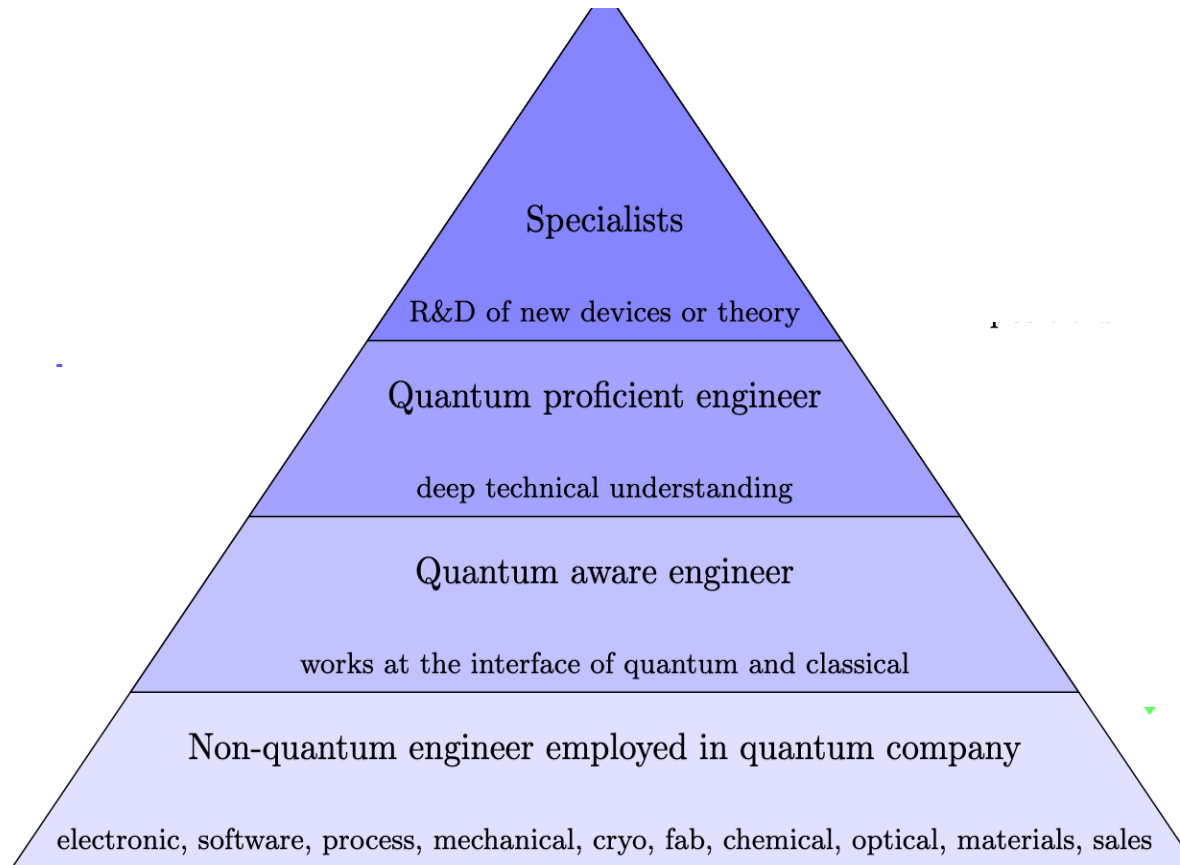 Specialists
R&D of new devices or theory
Quantum proficient engineer
deep technical understanding
Quantum aware engineer
works at the interface of quantum and classical
Non-quantum engineer employed in quantum company
electronic, software, process, mechanical, cryo, fab, chemical, optical, materials, sales